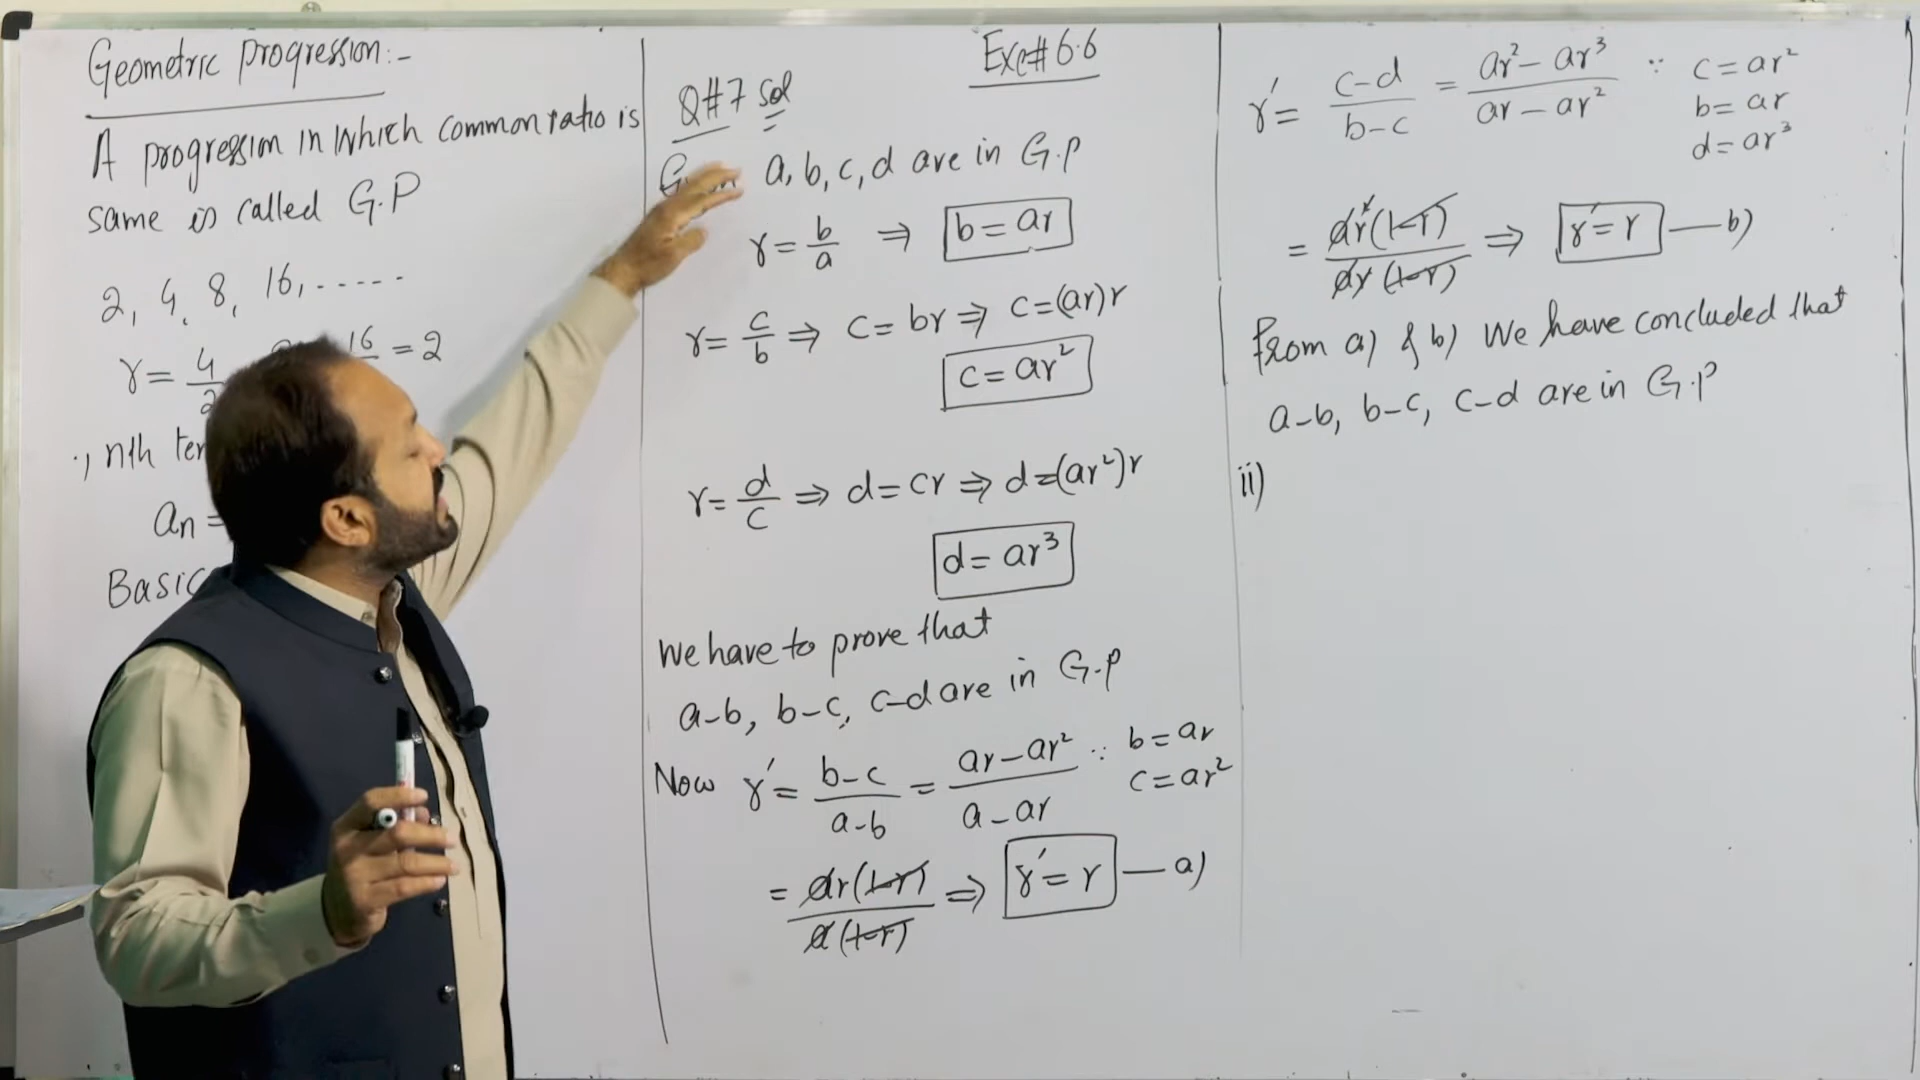 Geometric Progression:-
A progression in which common ratio is
same is called G.P
2, 4, 8, 16, .....
r = 4/2 16 = 2
nth
an =
Basic
Exc# 6.6
Q#7 Sol
a, b, c, d are in G.P
r = b/a ⇒ b = ar
r = c/b ⇒ c = br ⇒ c = (ar)r
c = ar²
r = d/c ⇒ d = cr ⇒ d = (ar²)r
d = ar³
We have to prove that
a-b, b-c, c-d are in G.P
Now r' = b-c/a-b = ar-ar²/a-ar ∵ b = ar
c = ar²
= ar(1-r)/a(1-r) ⇒ r' = r — a)
r' = c-d/b-c = ar²-ar³/ar-ar² ∵ c = ar²
b = ar
d = ar³
= ar²(1-r)/ar(1-r) ⇒ r' = r — b)
From a) & b) We have concluded that
a-b, b-c, c-d are in G.P
ii)